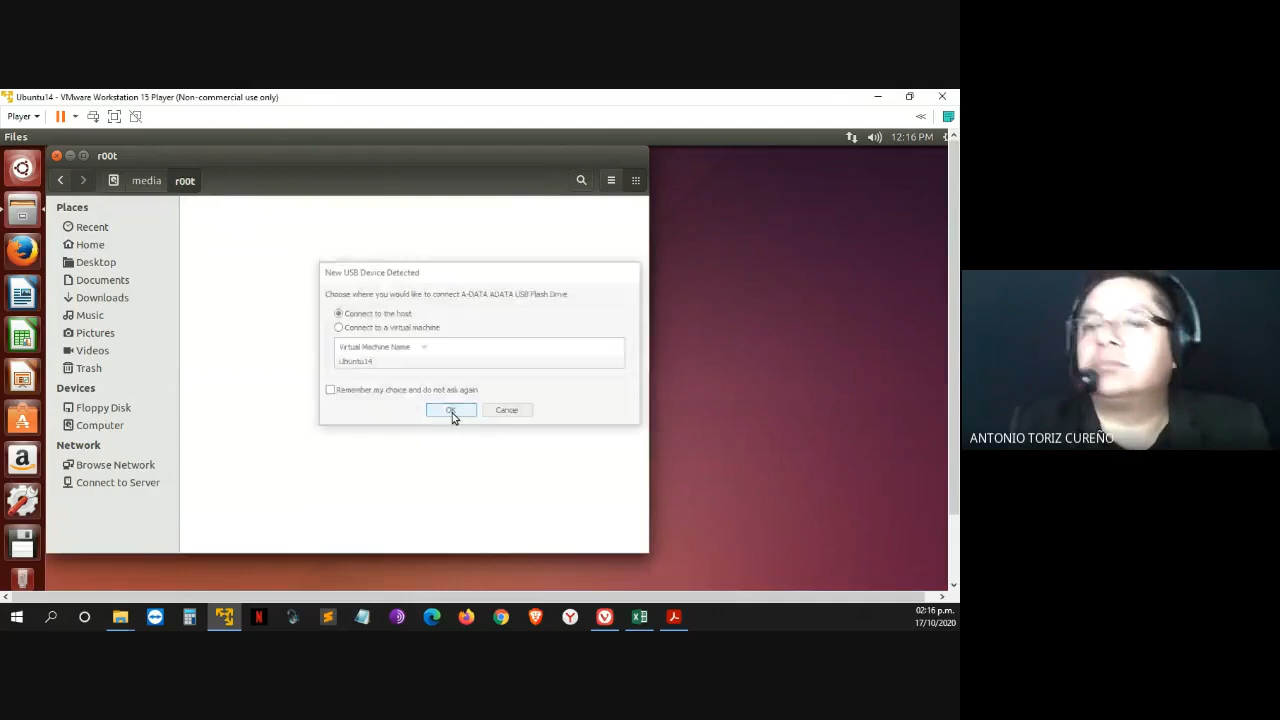 Ubuntu14 - VMware Workstation 15 Player (Non-commercial use only)
Player
Files
12:16 PM
r00t
media
r00t
Places
Recent
Home
Desktop
Documents
Downloads
Music
Pictures
Videos
Trash
Devices
Floppy Disk
Computer
Network
Browse Network
Connect to Server
New USB Device Detected
Choose where you would like to connect A-DATA ADATA USB Flash Drive
Connect to the host
Connect to a virtual machine
Virtual Machine Name
Ubuntu14
Remember my choice and do not ask again
OK
Cancel
ANTONIO TORIZ CUREÑO
02:16 p.m.
17/10/2020